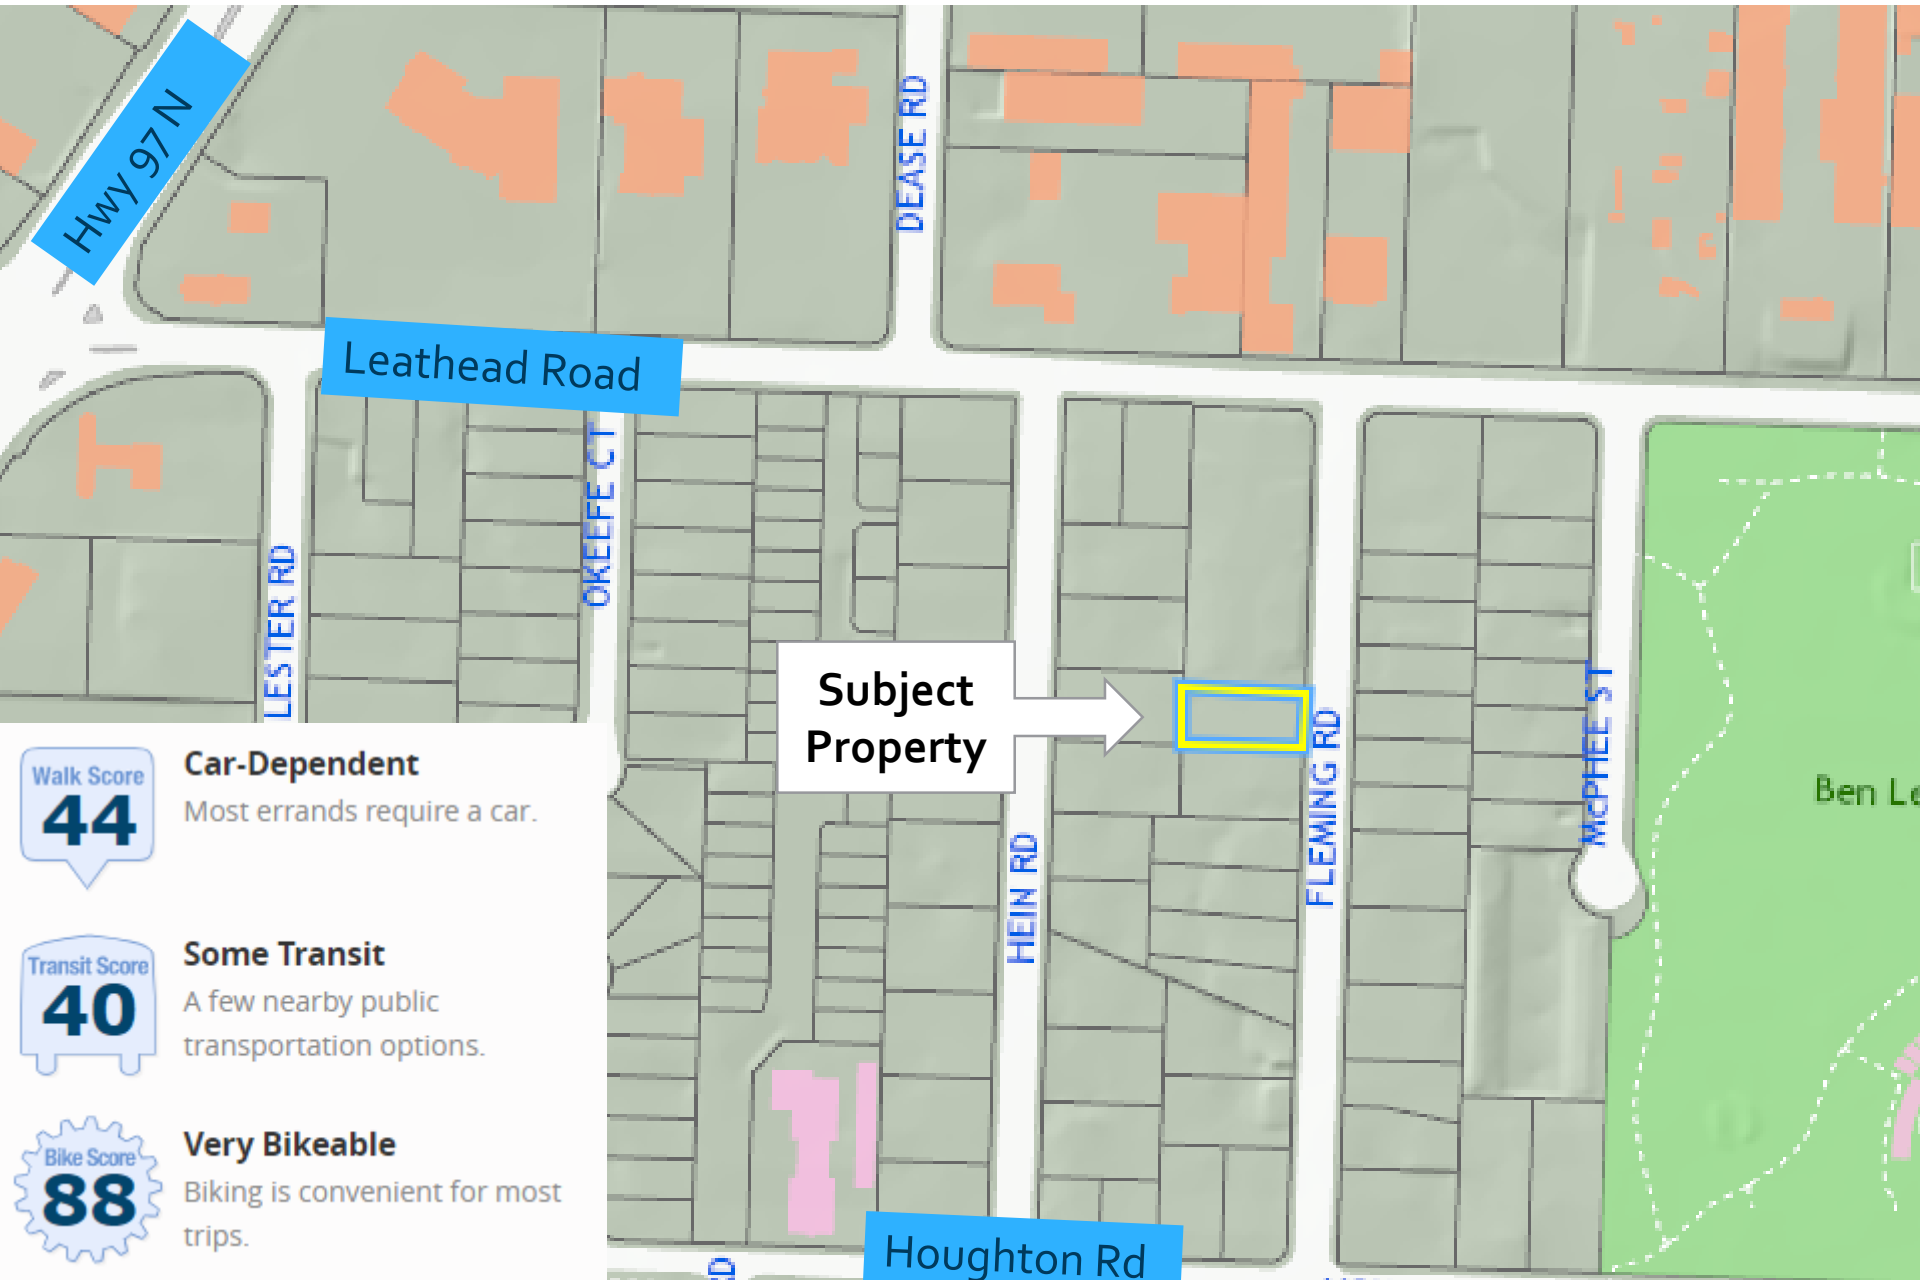 Hwy 97 N
DEASE RD
Leathead Road
OKEEFE CT
LESTER RD
Subject
Property
FLEMING RD
McPHEE ST
HEIN RD
Ben Le
Walk Score
44
Car-Dependent
Most errands require a car.
Transit Score
40
Some Transit
A few nearby public
transportation options.
Bike Score
88
Very Bikeable
Biking is convenient for most
trips.
Houghton Rd